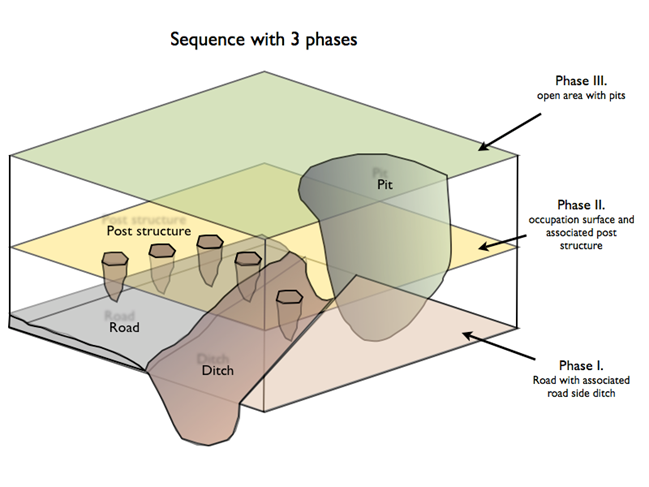 Sequence with 3 phases
Phase III.
open area with pits
Pit
Phase II.
occupation surface and
associated post
structure
Post structure
Road
Ditch
Phase I.
Road with associated
road side ditch